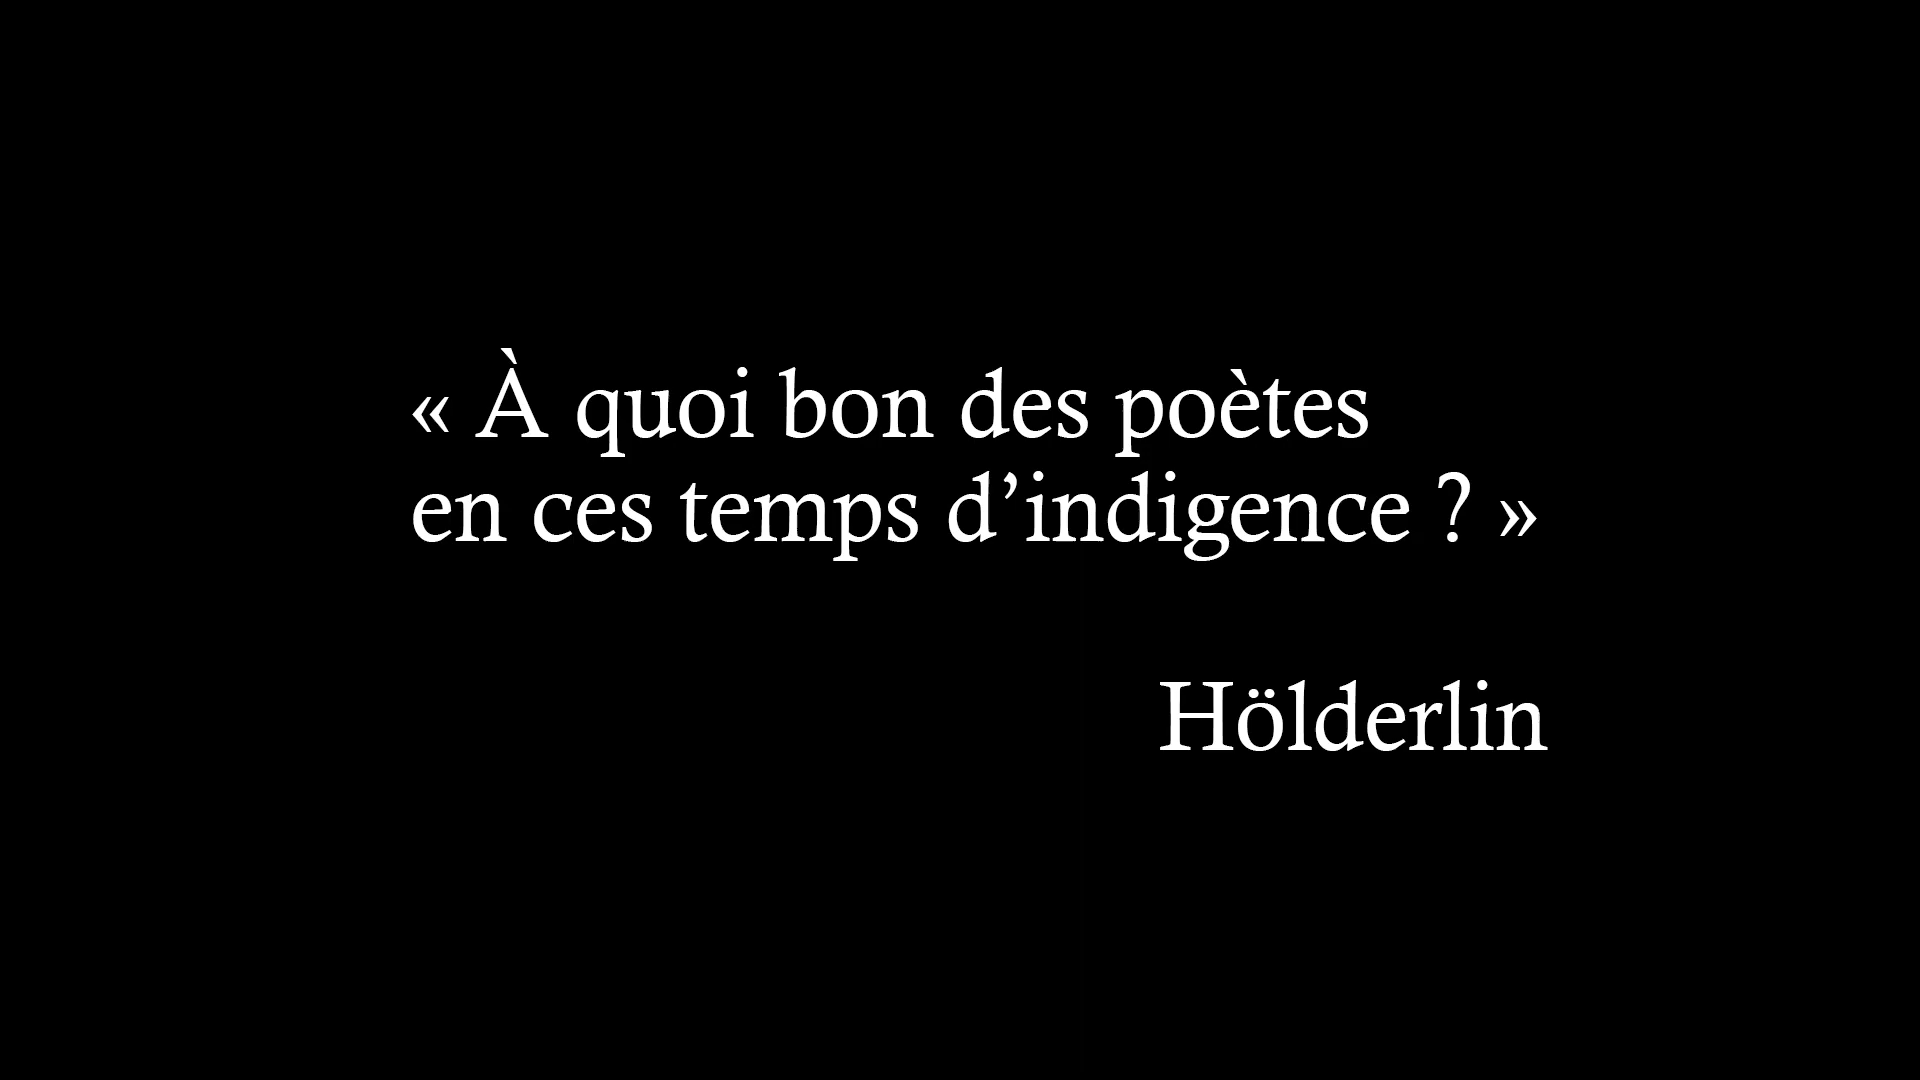 « À quoi bon des poètes
en ces temps d’indigence ? »
Hölderlin